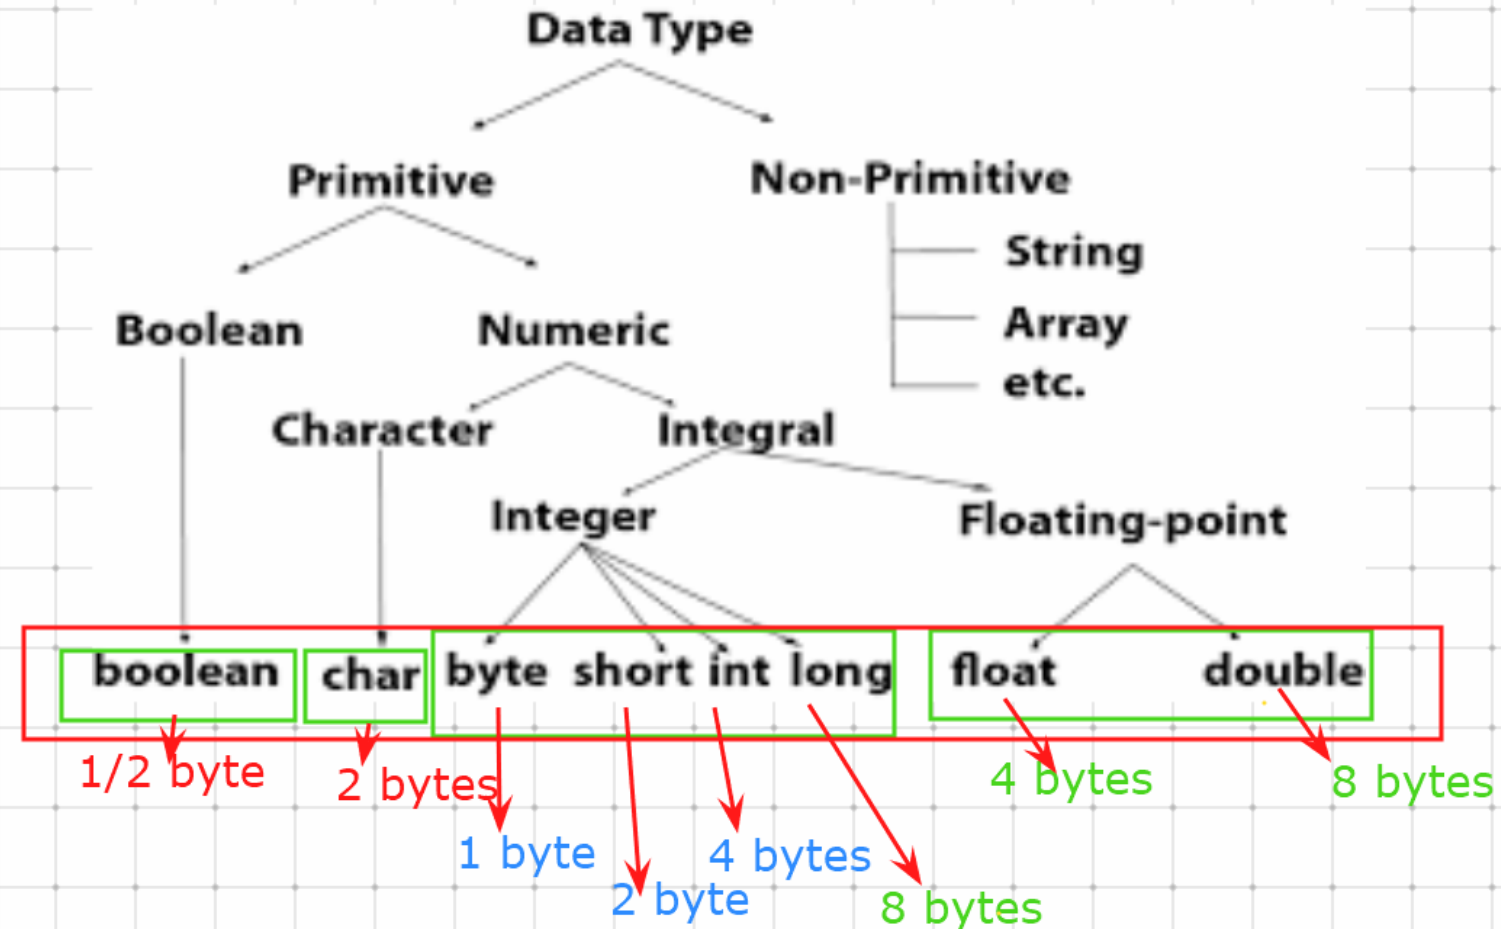 Data Type
Primitive
Non-Primitive
String
Array
etc.
Boolean
Numeric
Character
Integral
Integer
Floating-point
boolean char byte short int long float double
1/2 byte
2 bytes
1 byte
2 byte
4 bytes
8 bytes
4 bytes
8 bytes